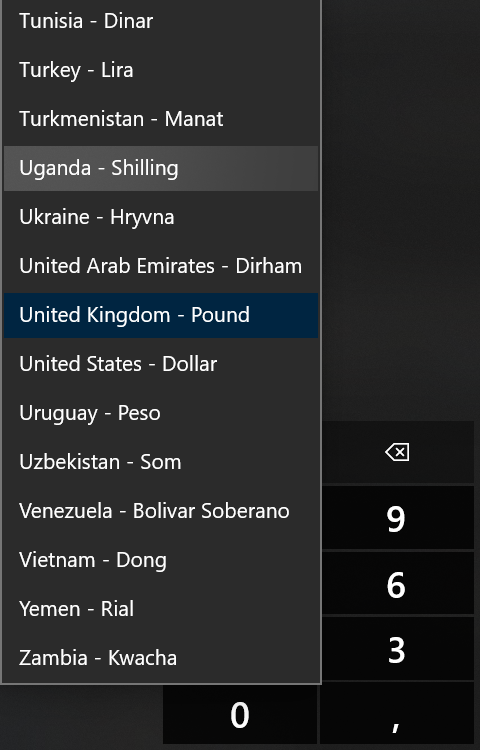 Tunisia - Dinar
Turkey - Lira
Turkmenistan - Manat
Uganda - Shilling
Ukraine - Hryvna
United Arab Emirates - Dirham
United Kingdom - Pound
United States - Dollar
Uruguay - Peso
Uzbekistan - Som
Venezuela - Bolivar Soberano
Vietnam - Dong
Yemen - Rial
Zambia - Kwacha
9
6
3
0
,